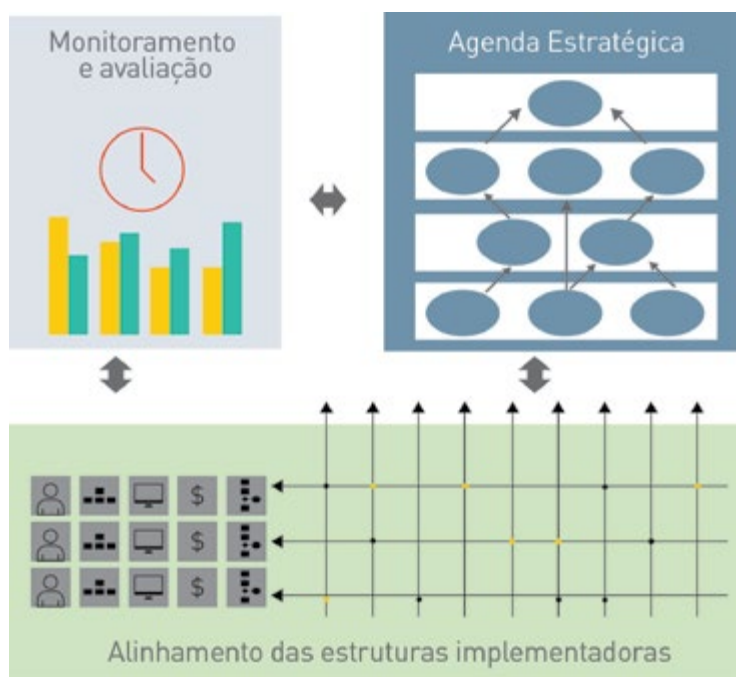 Monitoramento
e avaliação
Agenda Estratégica
$
$
$
Alinhamento das estruturas implementadoras